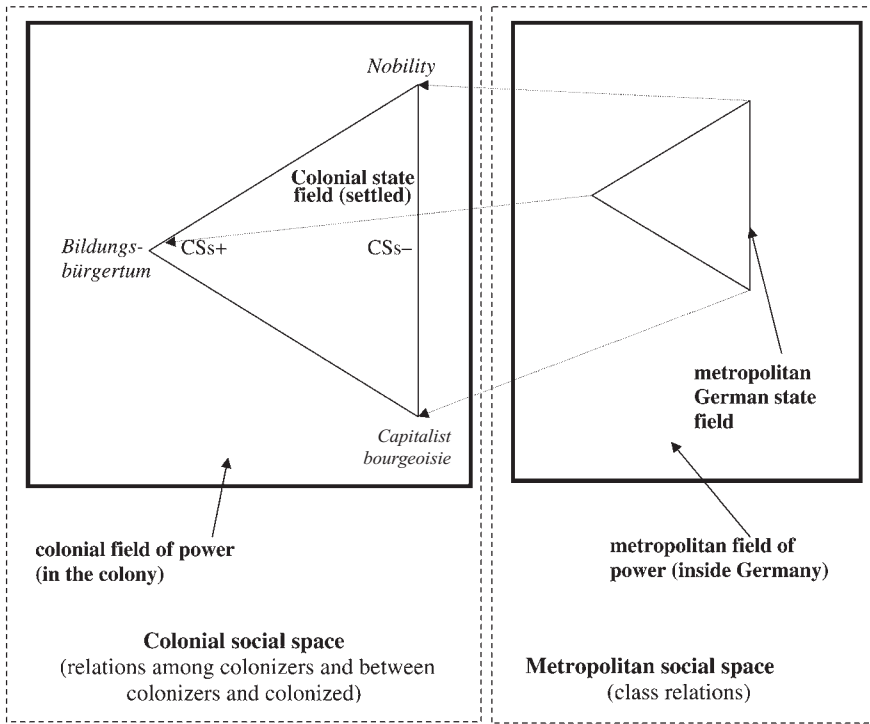 Nobility
Colonial state
field (settled)
Bildungs-
bürgertum
CSs+
CSs–
Capitalist
bourgeoisie
colonial field of power
(in the colony)
Colonial social space
(relations among colonizers and between
colonizers and colonized)
metropolitan
German state
field
metropolitan field of
power (inside Germany)
Metropolitan social space
(class relations)